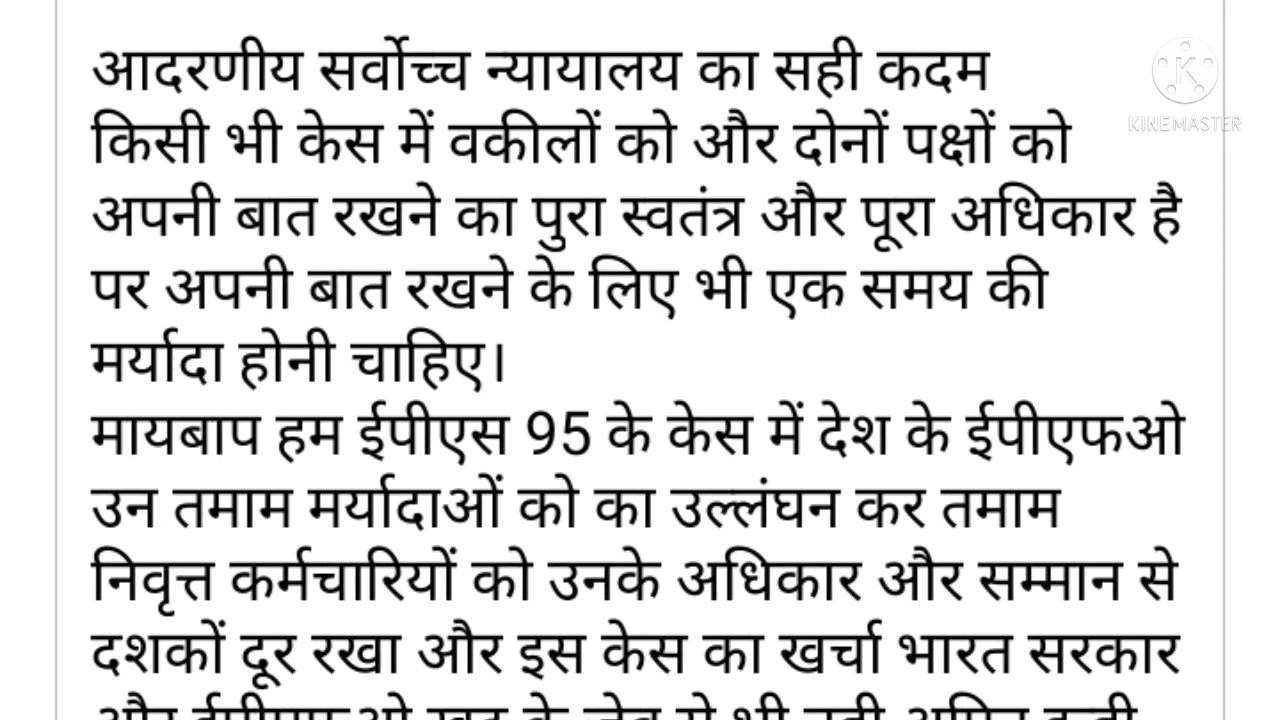 आदरणीय सर्वोच्च न्यायालय का सही कदम
किसी भी केस में वकीलों को और दोनों पक्षों को
अपनी बात रखने का पुरा स्वतंत्र और पूरा अधिकार है
पर अपनी बात रखने के लिए भी एक समय की
मर्यादा होनी चाहिए।
मायबाप हम ईपीएस 95 के केस में देश के ईपीएफओ
उन तमाम मर्यादाओं को का उल्लंघन कर तमाम
निवृत्त कर्मचारियों को उनके अधिकार और सम्मान से
दशकों दूर रखा और इस केस का खर्चा भारत सरकार
K
KINEMASTER